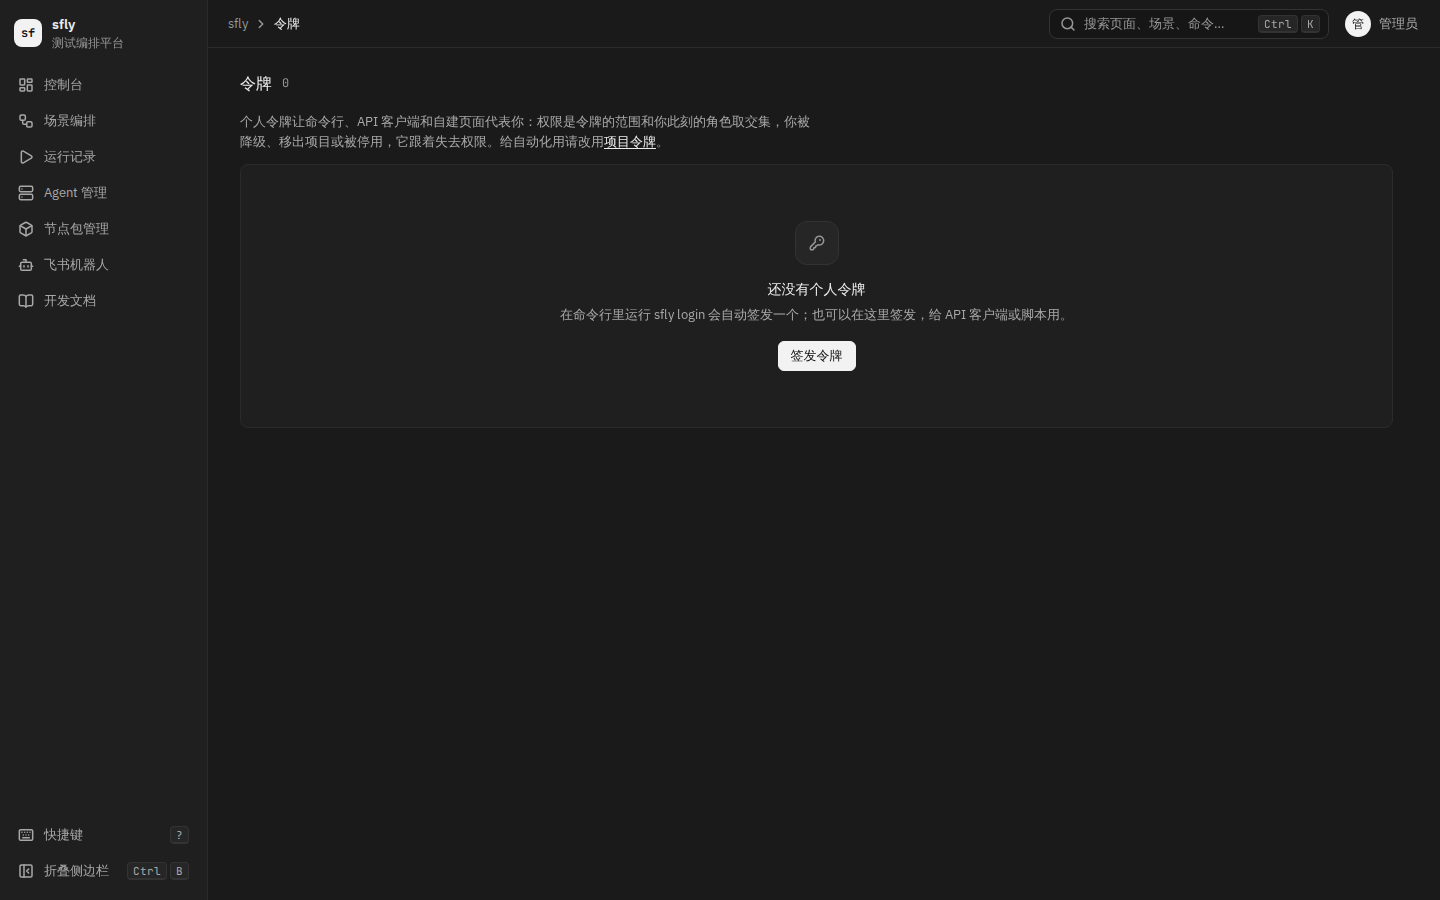 sf
sfly
测试编排平台
控制台
场景编排
运行记录
Agent 管理
节点包管理
飞书机器人
开发文档
快捷键
?
折叠侧边栏
Ctrl B
sfly > 令牌
搜索页面、场景、命令...
Ctrl K
管
管理员
令牌 0
个人令牌让命令行、API 客户端和自建页面代表你：权限是令牌的范围和你此刻的角色取交集，你被
降级、移出项目或被停用，它跟着失去权限。给自动化用请改用项目令牌。
还没有个人令牌
在命令行里运行 sfly login 会自动签发一个；也可以在这里签发，给 API 客户端或脚本用。
签发令牌